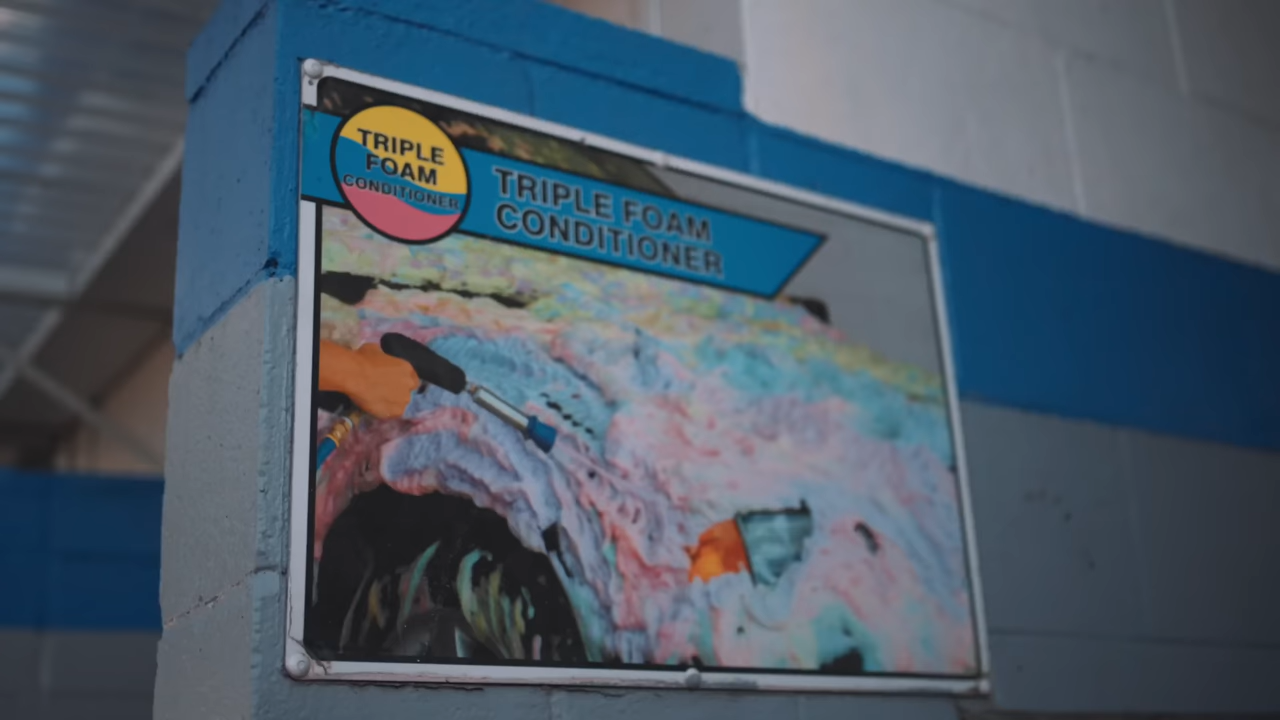 TRIPLE
FOAM
CONDITIONER
TRIPLE FOAM
CONDITIONER